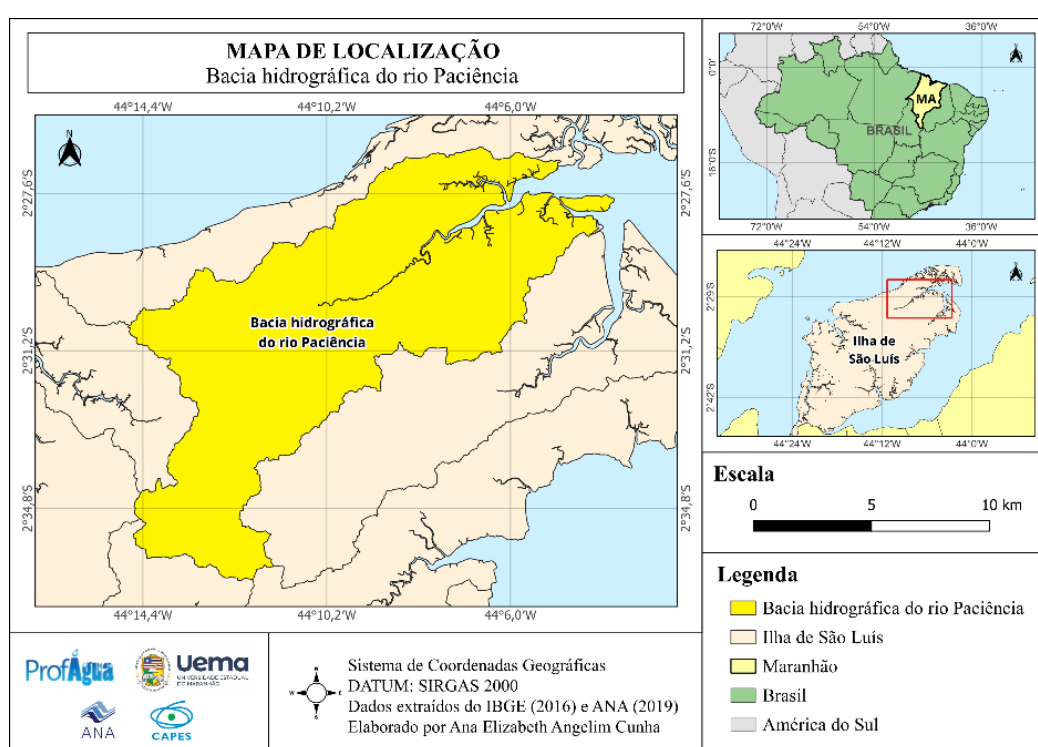 MAPA DE LOCALIZAÇÃO
Bacia hidrográfica do rio Paciência
44°14,4'W 44°10,2'W 44°6,0'W
N
2°27,6'S 2°27,6'S
Bacia hidrográfica
do rio Paciência
2°31,2'S 2°31,2'S
2°34,8'S 2°34,8'S
44°14,4'W 44°10,2'W 44°6,0'W
72°0'W 54°0'W 36°0'W
0°0'
MA
BRASIL
18°0'S
72°0'W 54°0'W 36°0'W
44°24'W 44°12'W 44°0'W
2°29'S
Ilha de
São Luís
2°42'S
44°24'W 44°12'W 44°0'W
Escala
0 5 10 km
Legenda
Bacia hidrográfica do rio Paciência
Ilha de São Luís
Maranhão
Brasil
América do Sul
ProfÁgua
Uema
UNIVERSIDADE ESTADUAL
DO MARANHÃO
ANA
CAPES
N
W E
S
Sistema de Coordenadas Geográficas
DATUM: SIRGAS 2000
Dados extraídos do IBGE (2016) e ANA (2019)
Elaborado por Ana Elizabeth Angelim Cunha